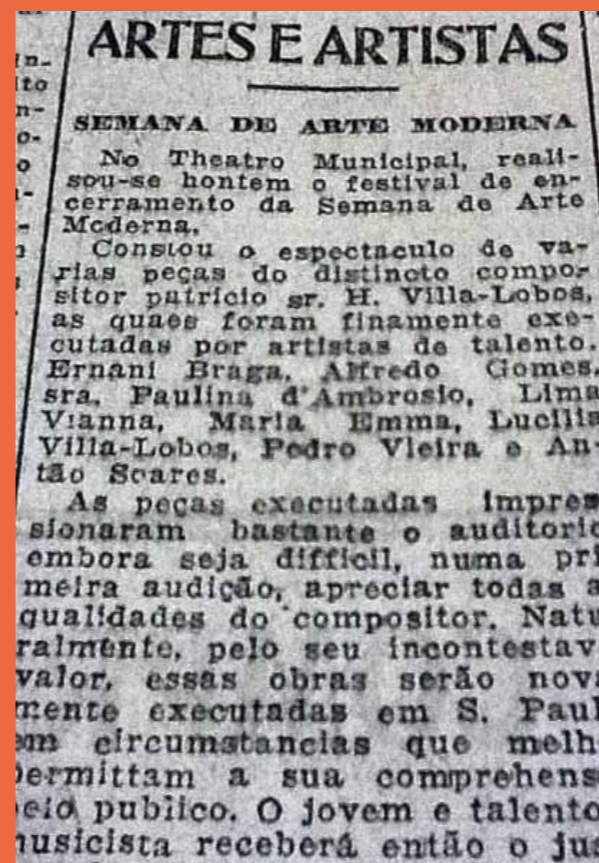 ARTES E ARTISTAS
SEMANA DE ARTE MODERNA
No Theatro Municipal, reali-
sou-se hontem o festival de en-
cerramento da Semana de Arte
Moderna.
Constou o espectaculo de va-
rias peças do distincto compo-
sitor patricio sr. H. Villa-Lobos,
as quaes foram finamente exe-
cutadas por artistas de talento.
Ernani Braga, Alfredo Gomes,
sra. Paulina d'Ambrosio, Lima
Vianna, Maria Emma, Lucilia
Villa-Lobos, Pedro Vieira e An-
tão Soares.
As peças executadas impres
sionaram bastante o auditorio
embora seja difficil, numa pri
meira audição, apreciar todas a
qualidades do compositor. Natu
ralmente, pelo seu incontestav
valor, essas obras serão nova
mente executadas em S. Paul
em circumstancias que melh
permittam a sua comprehens
pelo publico. O jovem e talento
musicista receberá então o jus